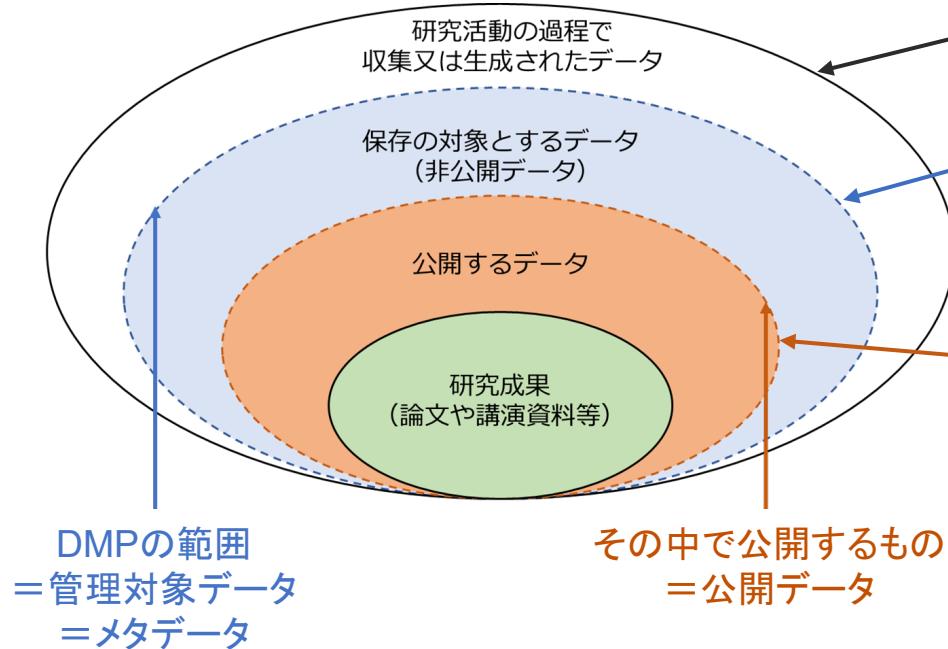 研究活動の過程で
収集又は生成されたデータ
保存の対象とするデータ
（非公開データ）
公開するデータ
研究成果
（論文や講演資料等）
DMPの範囲
＝管理対象データ
＝メタデータ
その中で公開するもの
＝公開データ